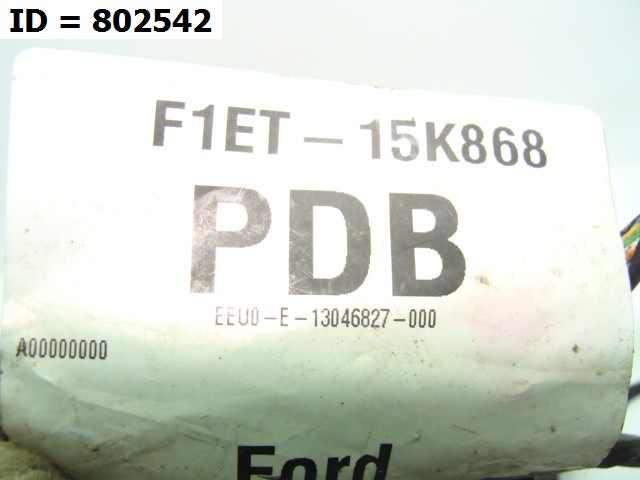 ID = 802542
F1ET - 15K868
PDB
EEU0-E-13046827-000
A00000000
Ford